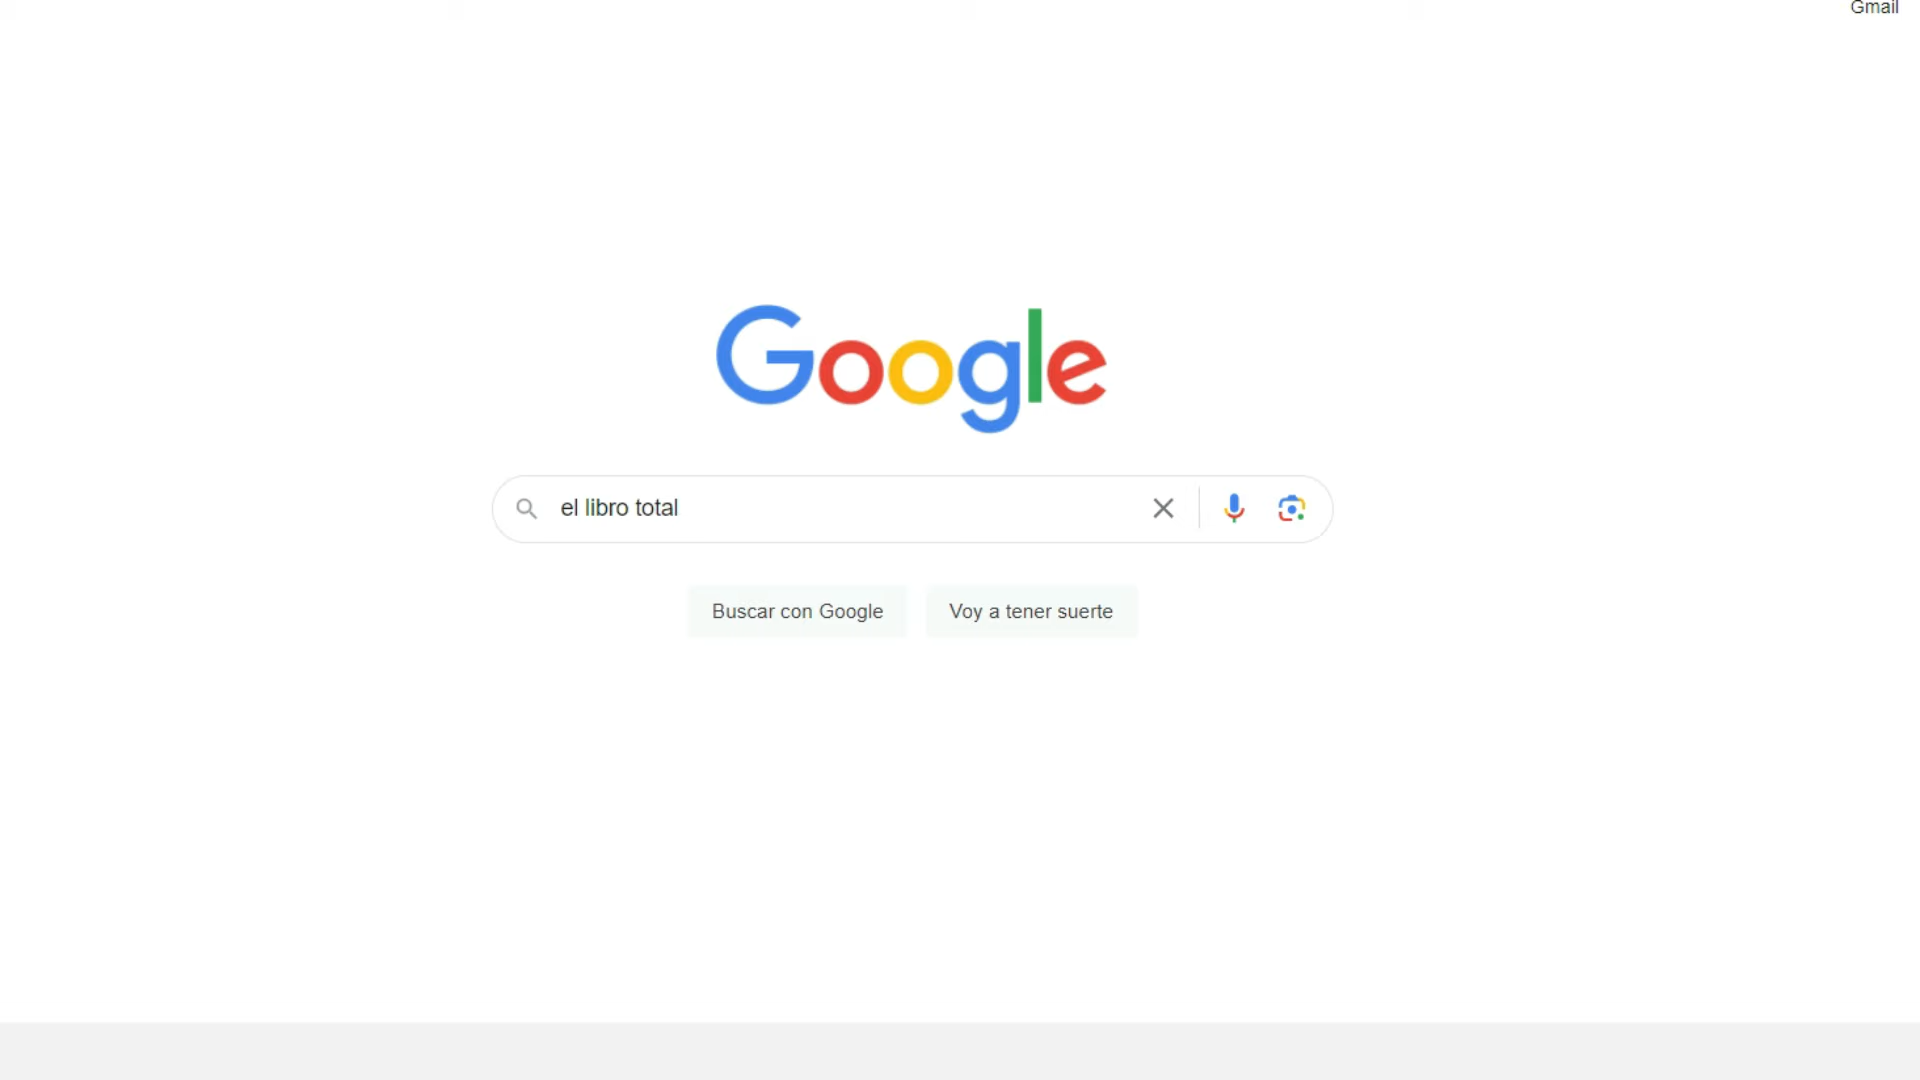 Gmail
Google
el libro total
Buscar con Google
Voy a tener suerte